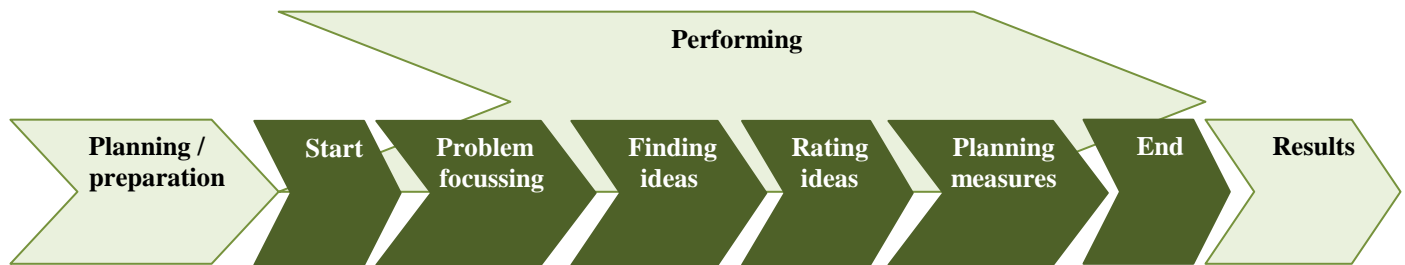 Performing
Planning /
preparation
Start
Problem
focussing
Finding
ideas
Rating
ideas
Planning
measures
End
Results